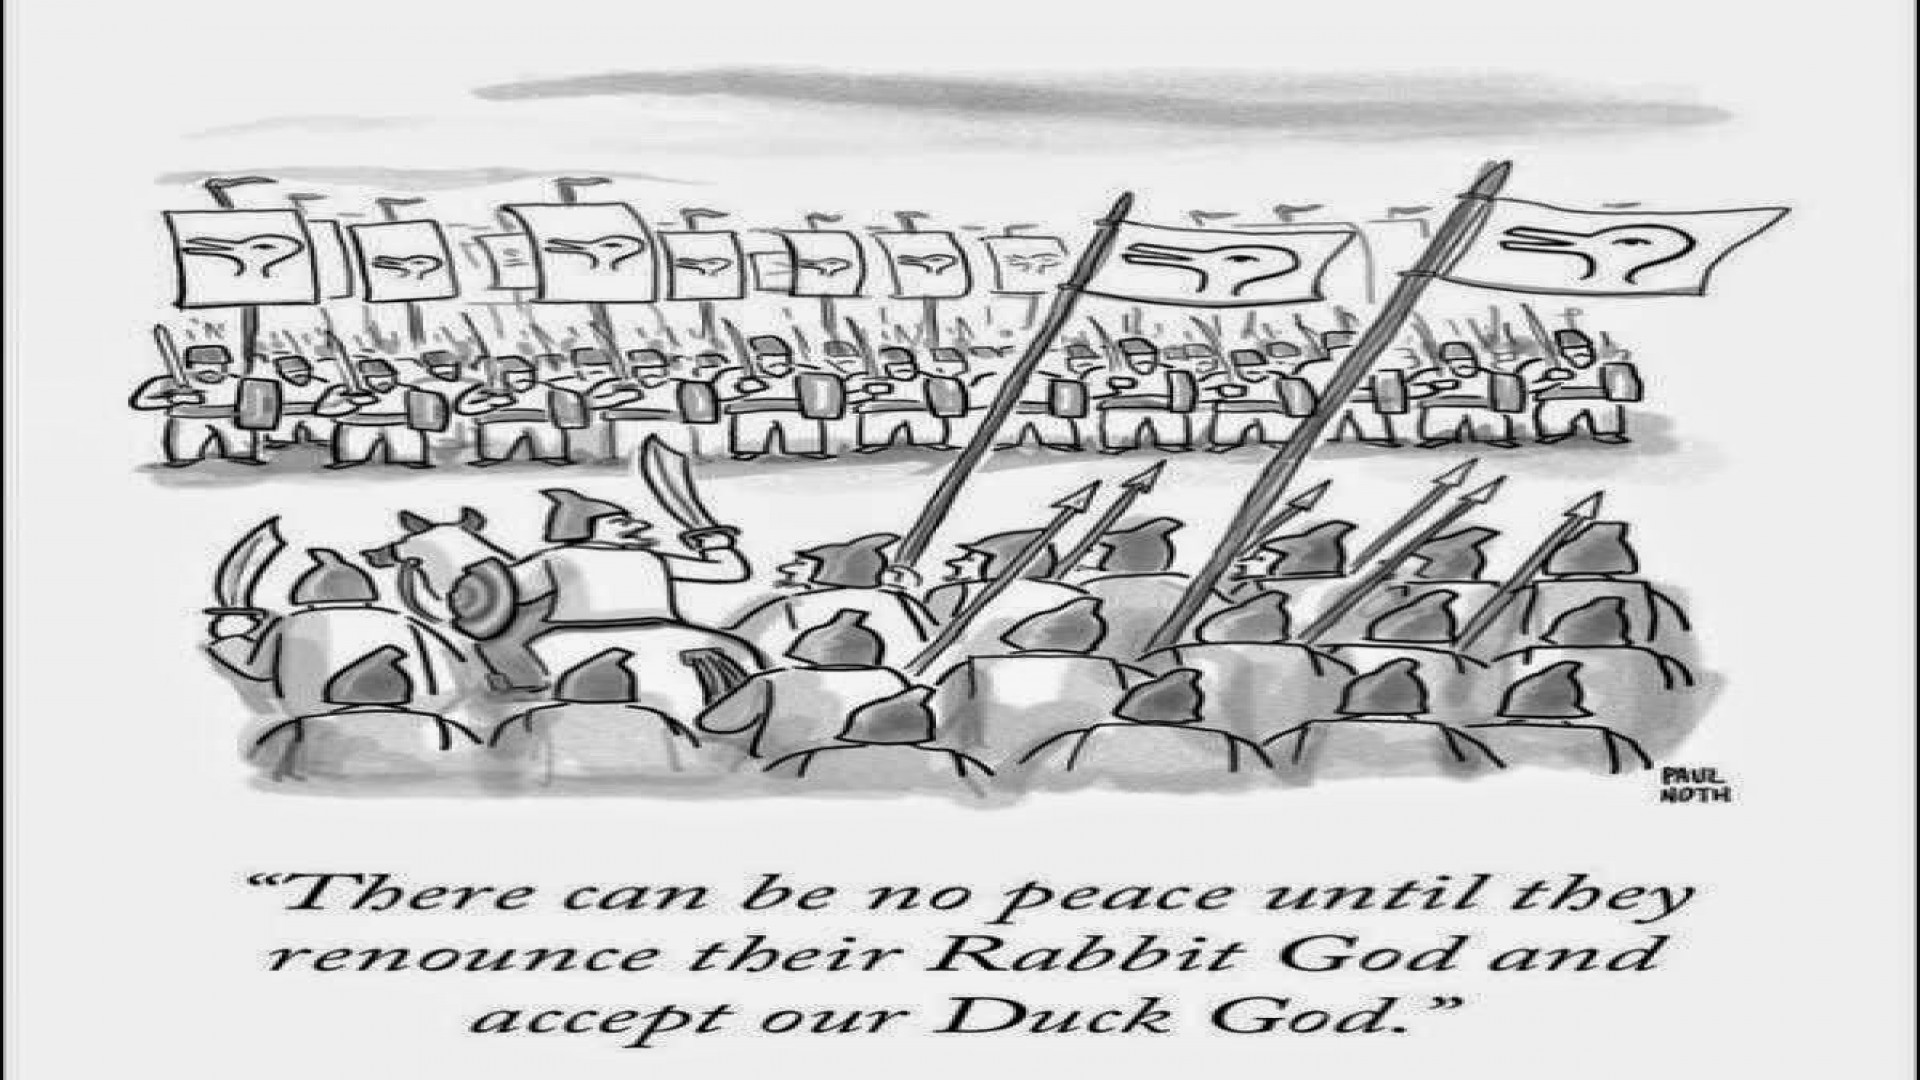 PAUL
NOTH
“There can be no peace until they
renounce their Rabbit God and
accept our Duck God.”